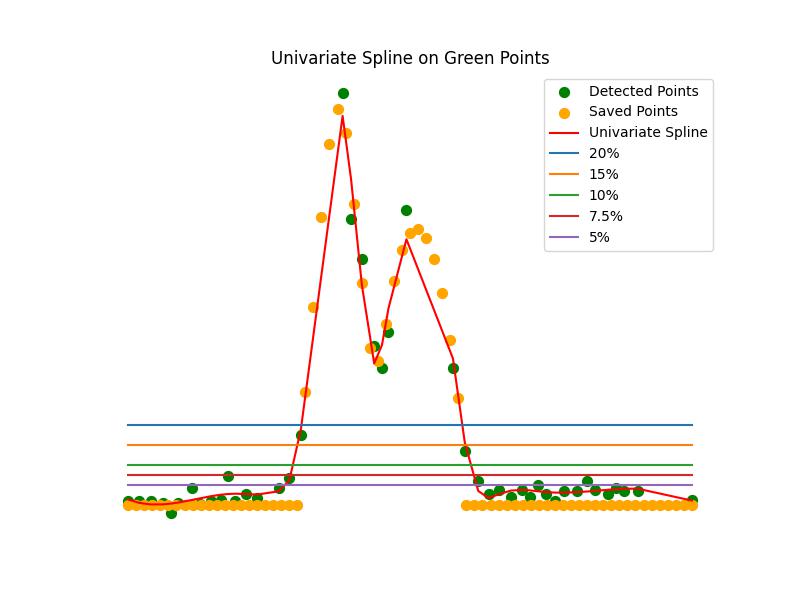 Univariate Spline on Green Points
Detected Points
Saved Points
Univariate Spline
20%
15%
10%
7.5%
5%